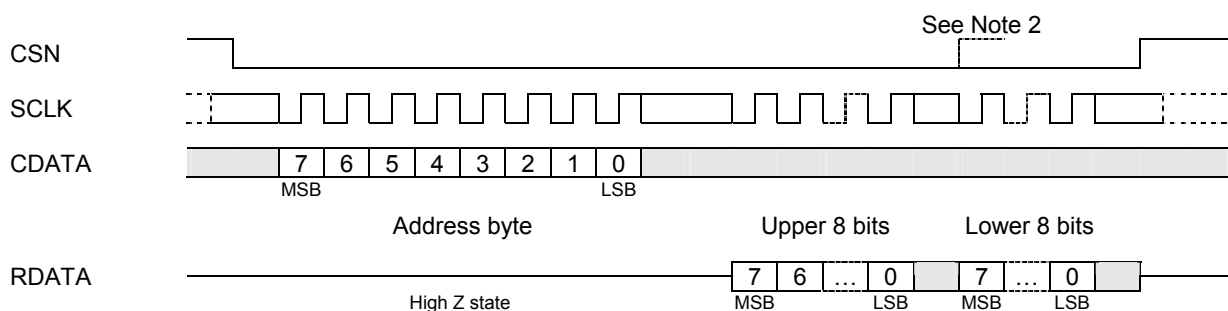 See Note 2
CSN
SCLK
CDATA 7 6 5 4 3 2 1 0
MSB LSB
Address byte Upper 8 bits Lower 8 bits
RDATA 7 6 ... 0 7 ... 0
High Z state MSB LSB MSB LSB